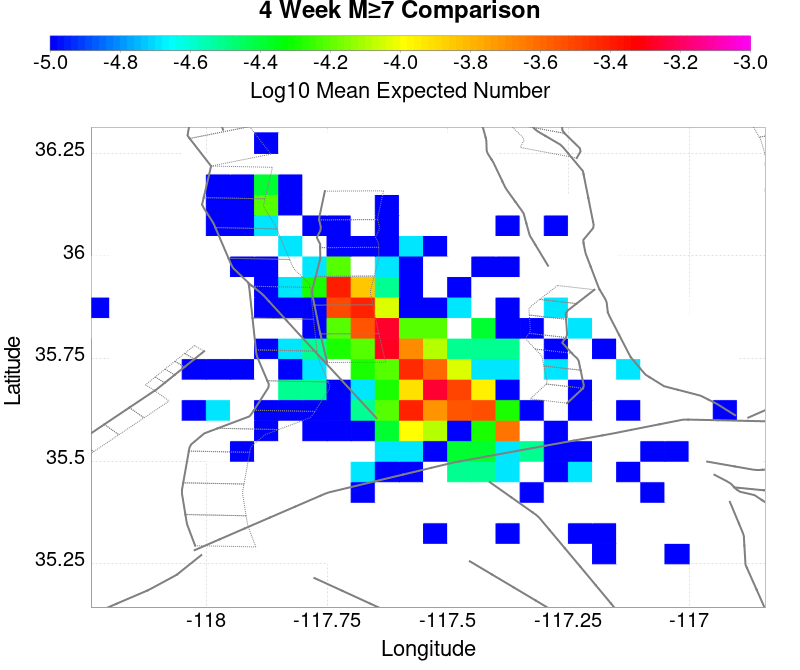 4 Week M≥7 Comparison
-5.0 -4.8 -4.6 -4.4 -4.2 -4.0 -3.8 -3.6 -3.4 -3.2 -3.0
Log10 Mean Expected Number
36.25
36
35.75
35.5
35.25
Latitude
-118 -117.75 -117.5 -117.25 -117
Longitude